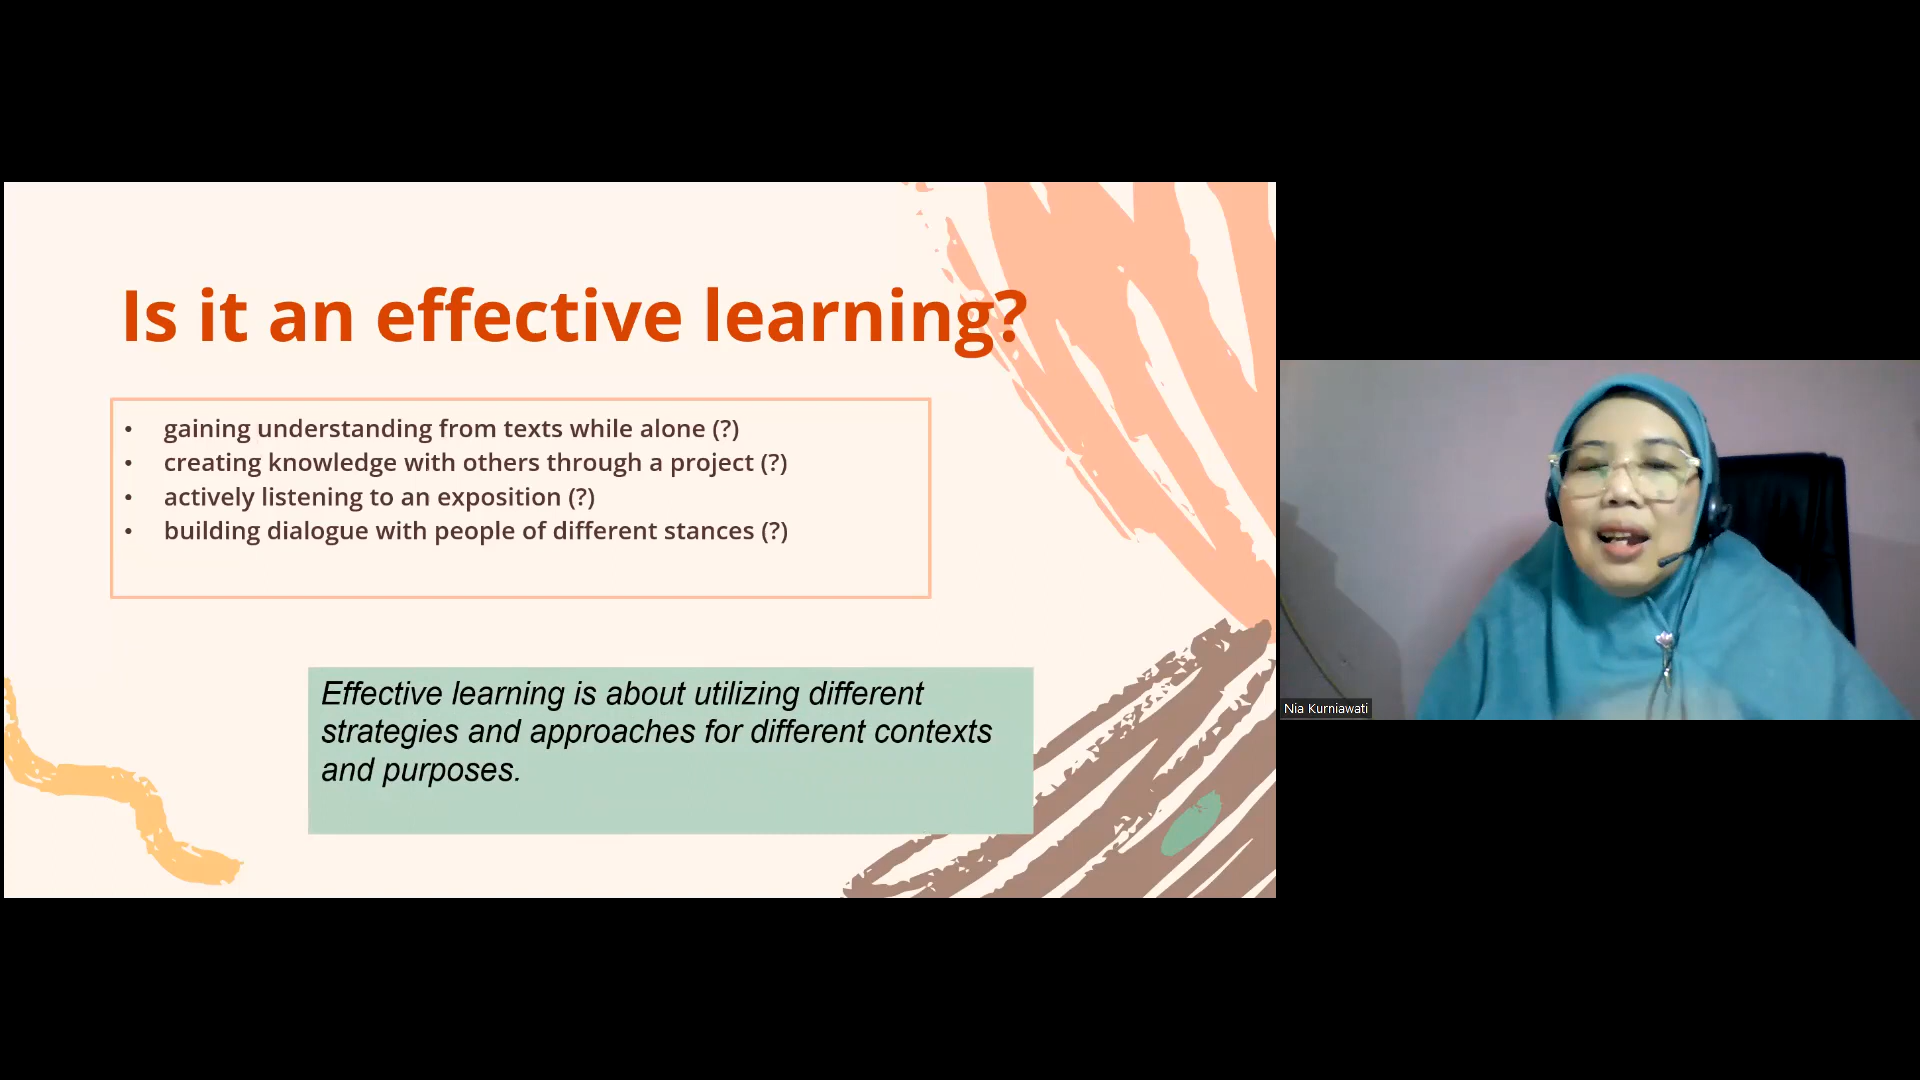 Is it an effective learning?
• gaining understanding from texts while alone (?)
• creating knowledge with others through a project (?)
• actively listening to an exposition (?)
• building dialogue with people of different stances (?)
Effective learning is about utilizing different
strategies and approaches for different contexts
and purposes.
Nia Kurniawati